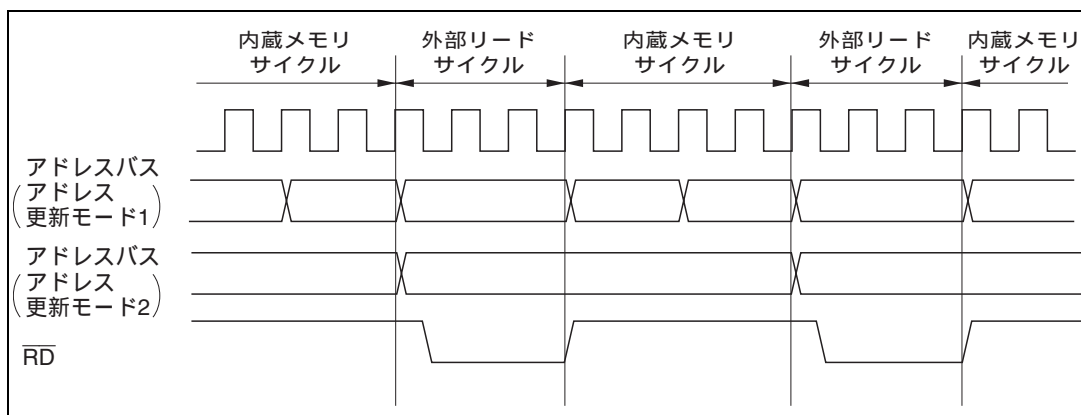 内蔵メモリ
サイクル
外部リード
サイクル
内蔵メモリ
サイクル
外部リード
サイクル
内蔵メモリ
サイクル
アドレスバス
(アドレス
更新モード1)
アドレスバス
(アドレス
更新モード2)
RD